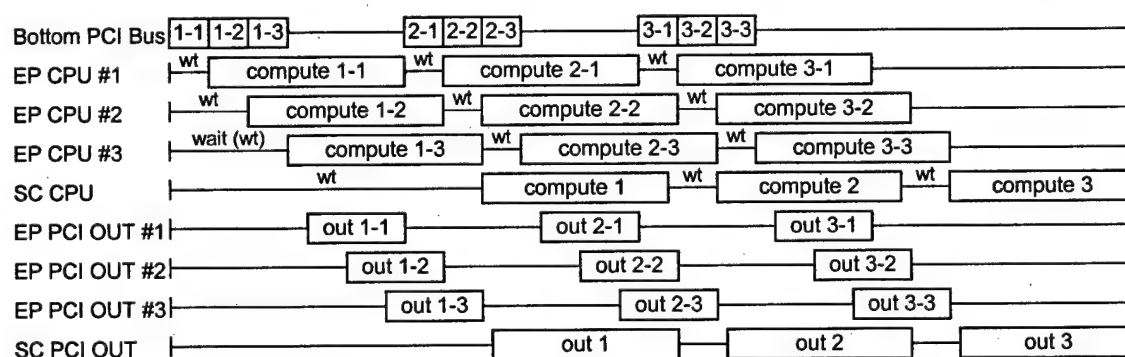 Bottom PCI Bus 1-1 1-2 1-3 2-1 2-2 2-3 3-1 3-2 3-3
EP CPU #1 wt compute 1-1 wt compute 2-1 wt compute 3-1
EP CPU #2 wt compute 1-2 wt compute 2-2 wt compute 3-2
EP CPU #3 wait (wt) compute 1-3 wt compute 2-3 wt compute 3-3
SC CPU wt compute 1 wt compute 2 wt compute 3
EP PCI OUT #1 out 1-1 out 2-1 out 3-1
EP PCI OUT #2 out 1-2 out 2-2 out 3-2
EP PCI OUT #3 out 1-3 out 2-3 out 3-3
SC PCI OUT out 1 out 2 out 3